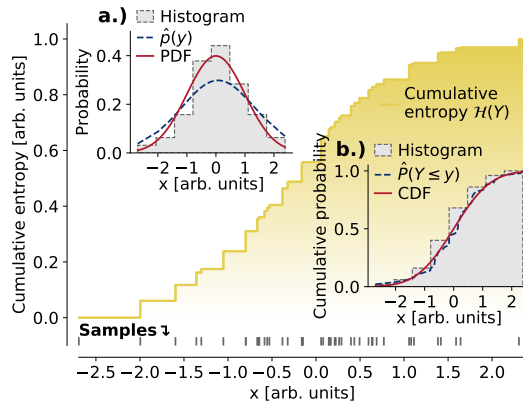 a.)
Histogram
p̂(y)
PDF
Probability
0.4
0.2
0.0
−2 −1 0 1 2
x [arb. units]
Cumulative entropy [arb. units]
1.0
0.8
0.6
0.4
0.2
0.0
Cumulative
entropy ℋ(Y)
b.)
Histogram
P̂(Y ≤ y)
CDF
Cumulative probability
1.0
0.5
0.0
−2 −1 0 1 2
x [arb. units]
Samples↴
−2.5 −2.0 −1.5 −1.0 −0.5 0.0 0.5 1.0 1.5 2.0
x [arb. units]